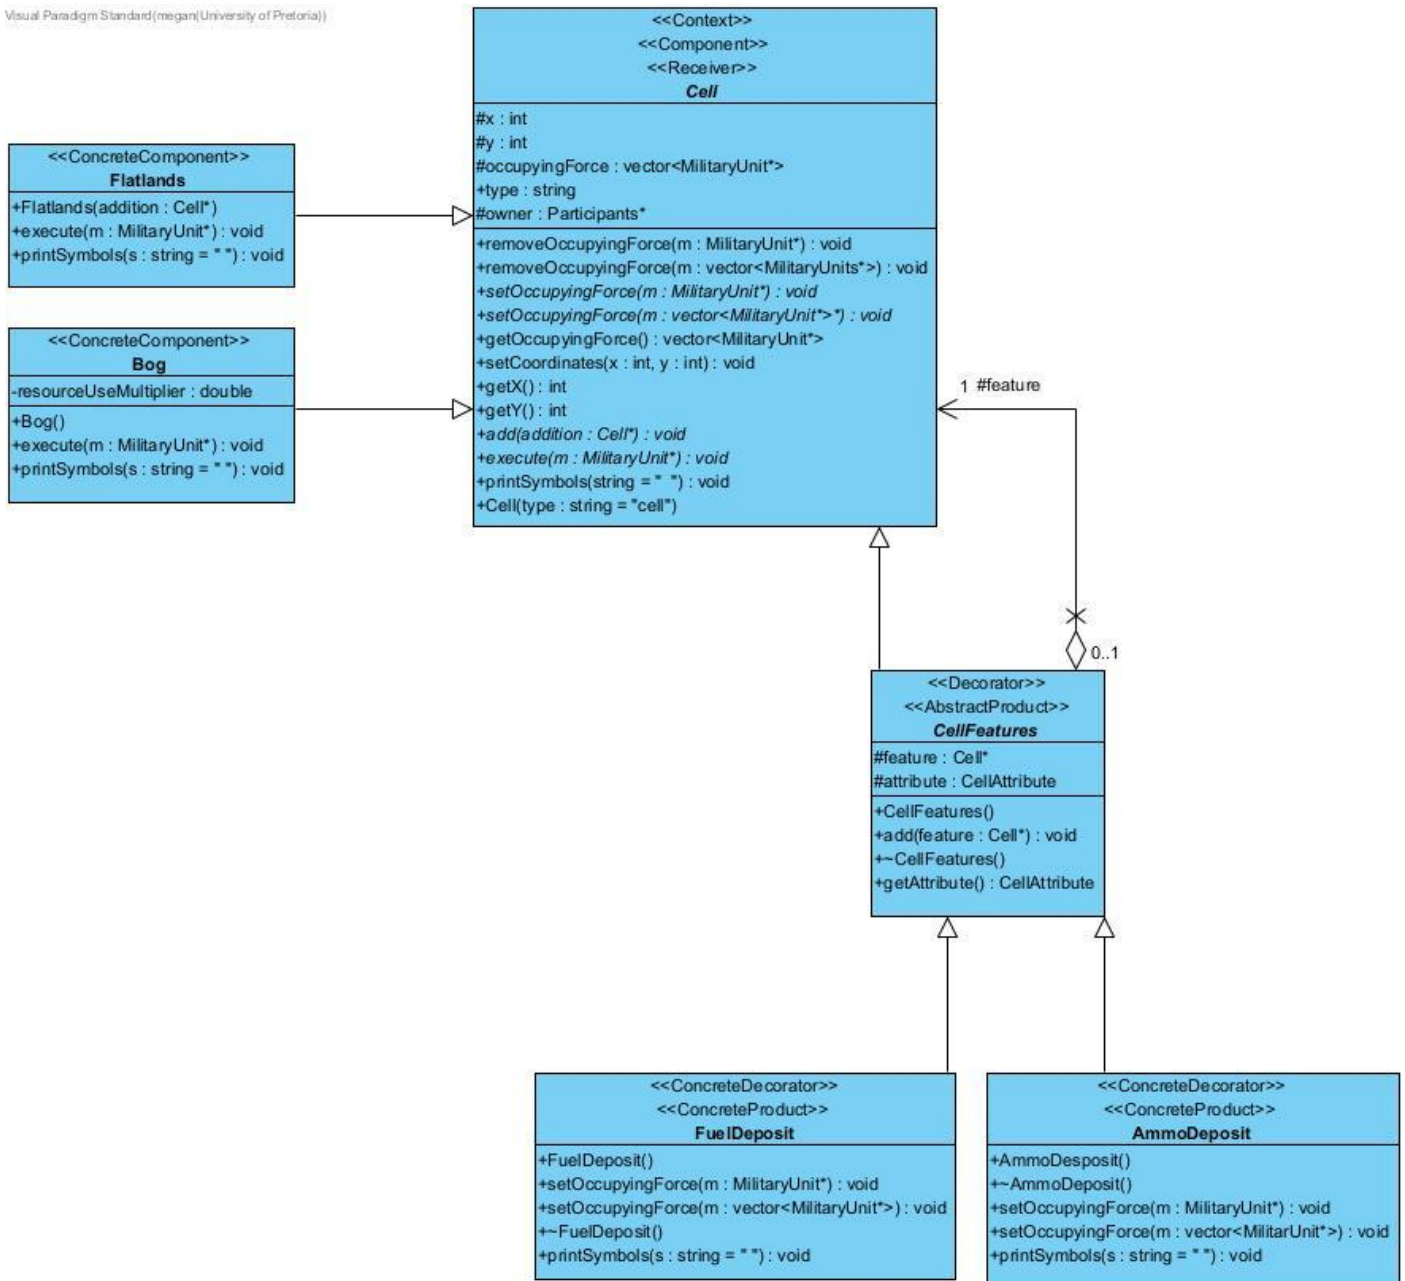 Visual Paradigm Standard(megan(University of Pretoria))
<<Context>>
<<Component>>
<<Receiver>>
Cell
#x : int
#y : int
#occupyingForce : vector<MilitaryUnit*>
+type : string
#owner : Participants*
+removeOccupyingForce(m : MilitaryUnit*) : void
+removeOccupyingForce(m : vector<MilitaryUnits*>) : void
+setOccupyingForce(m : MilitaryUnit*) : void
+setOccupyingForce(m : vector<MilitaryUnit*>*) : void
+getOccupyingForce() : vector<MilitaryUnit*>
+setCoordinates(x : int, y : int) : void
+getX() : int
+getY() : int
+add(addition : Cell*) : void
+execute(m : MilitaryUnit*) : void
+printSymbols(string = "  ") : void
+Cell(type : string = "cell")
<<ConcreteComponent>>
Flatlands
+Flatlands(addition : Cell*)
+execute(m : MilitaryUnit*) : void
+printSymbols(s : string = " ") : void
<<ConcreteComponent>>
Bog
-resourceUseMultiplier : double
+Bog()
+execute(m : MilitaryUnit*) : void
+printSymbols(s : string = " ") : void
1 #feature
0..1
<<Decorator>>
<<AbstractProduct>>
CellFeatures
#feature : Cell*
#attribute : CellAttribute
+CellFeatures()
+add(feature : Cell*) : void
+~CellFeatures()
+getAttribute() : CellAttribute
<<ConcreteDecorator>>
<<ConcreteProduct>>
FuelDeposit
+FuelDeposit()
+setOccupyingForce(m : MilitaryUnit*) : void
+setOccupyingForce(m : vector<MilitaryUnit*>) : void
+~FuelDeposit()
+printSymbols(s : string = " ") : void
<<ConcreteDecorator>>
<<ConcreteProduct>>
AmmoDeposit
+AmmoDesposit()
+~AmmoDeposit()
+setOccupyingForce(m : MilitaryUnit*) : void
+setOccupyingForce(m : vector<MilitarUnit*>) : void
+printSymbols(s : string = " ") : void